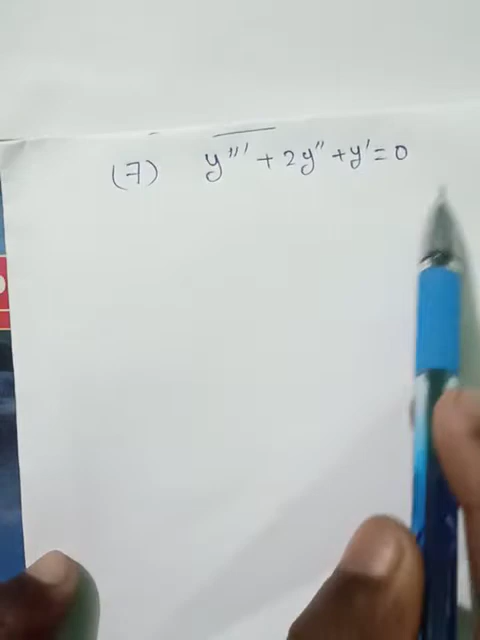 (7) y''' + 2y'' + y' = 0